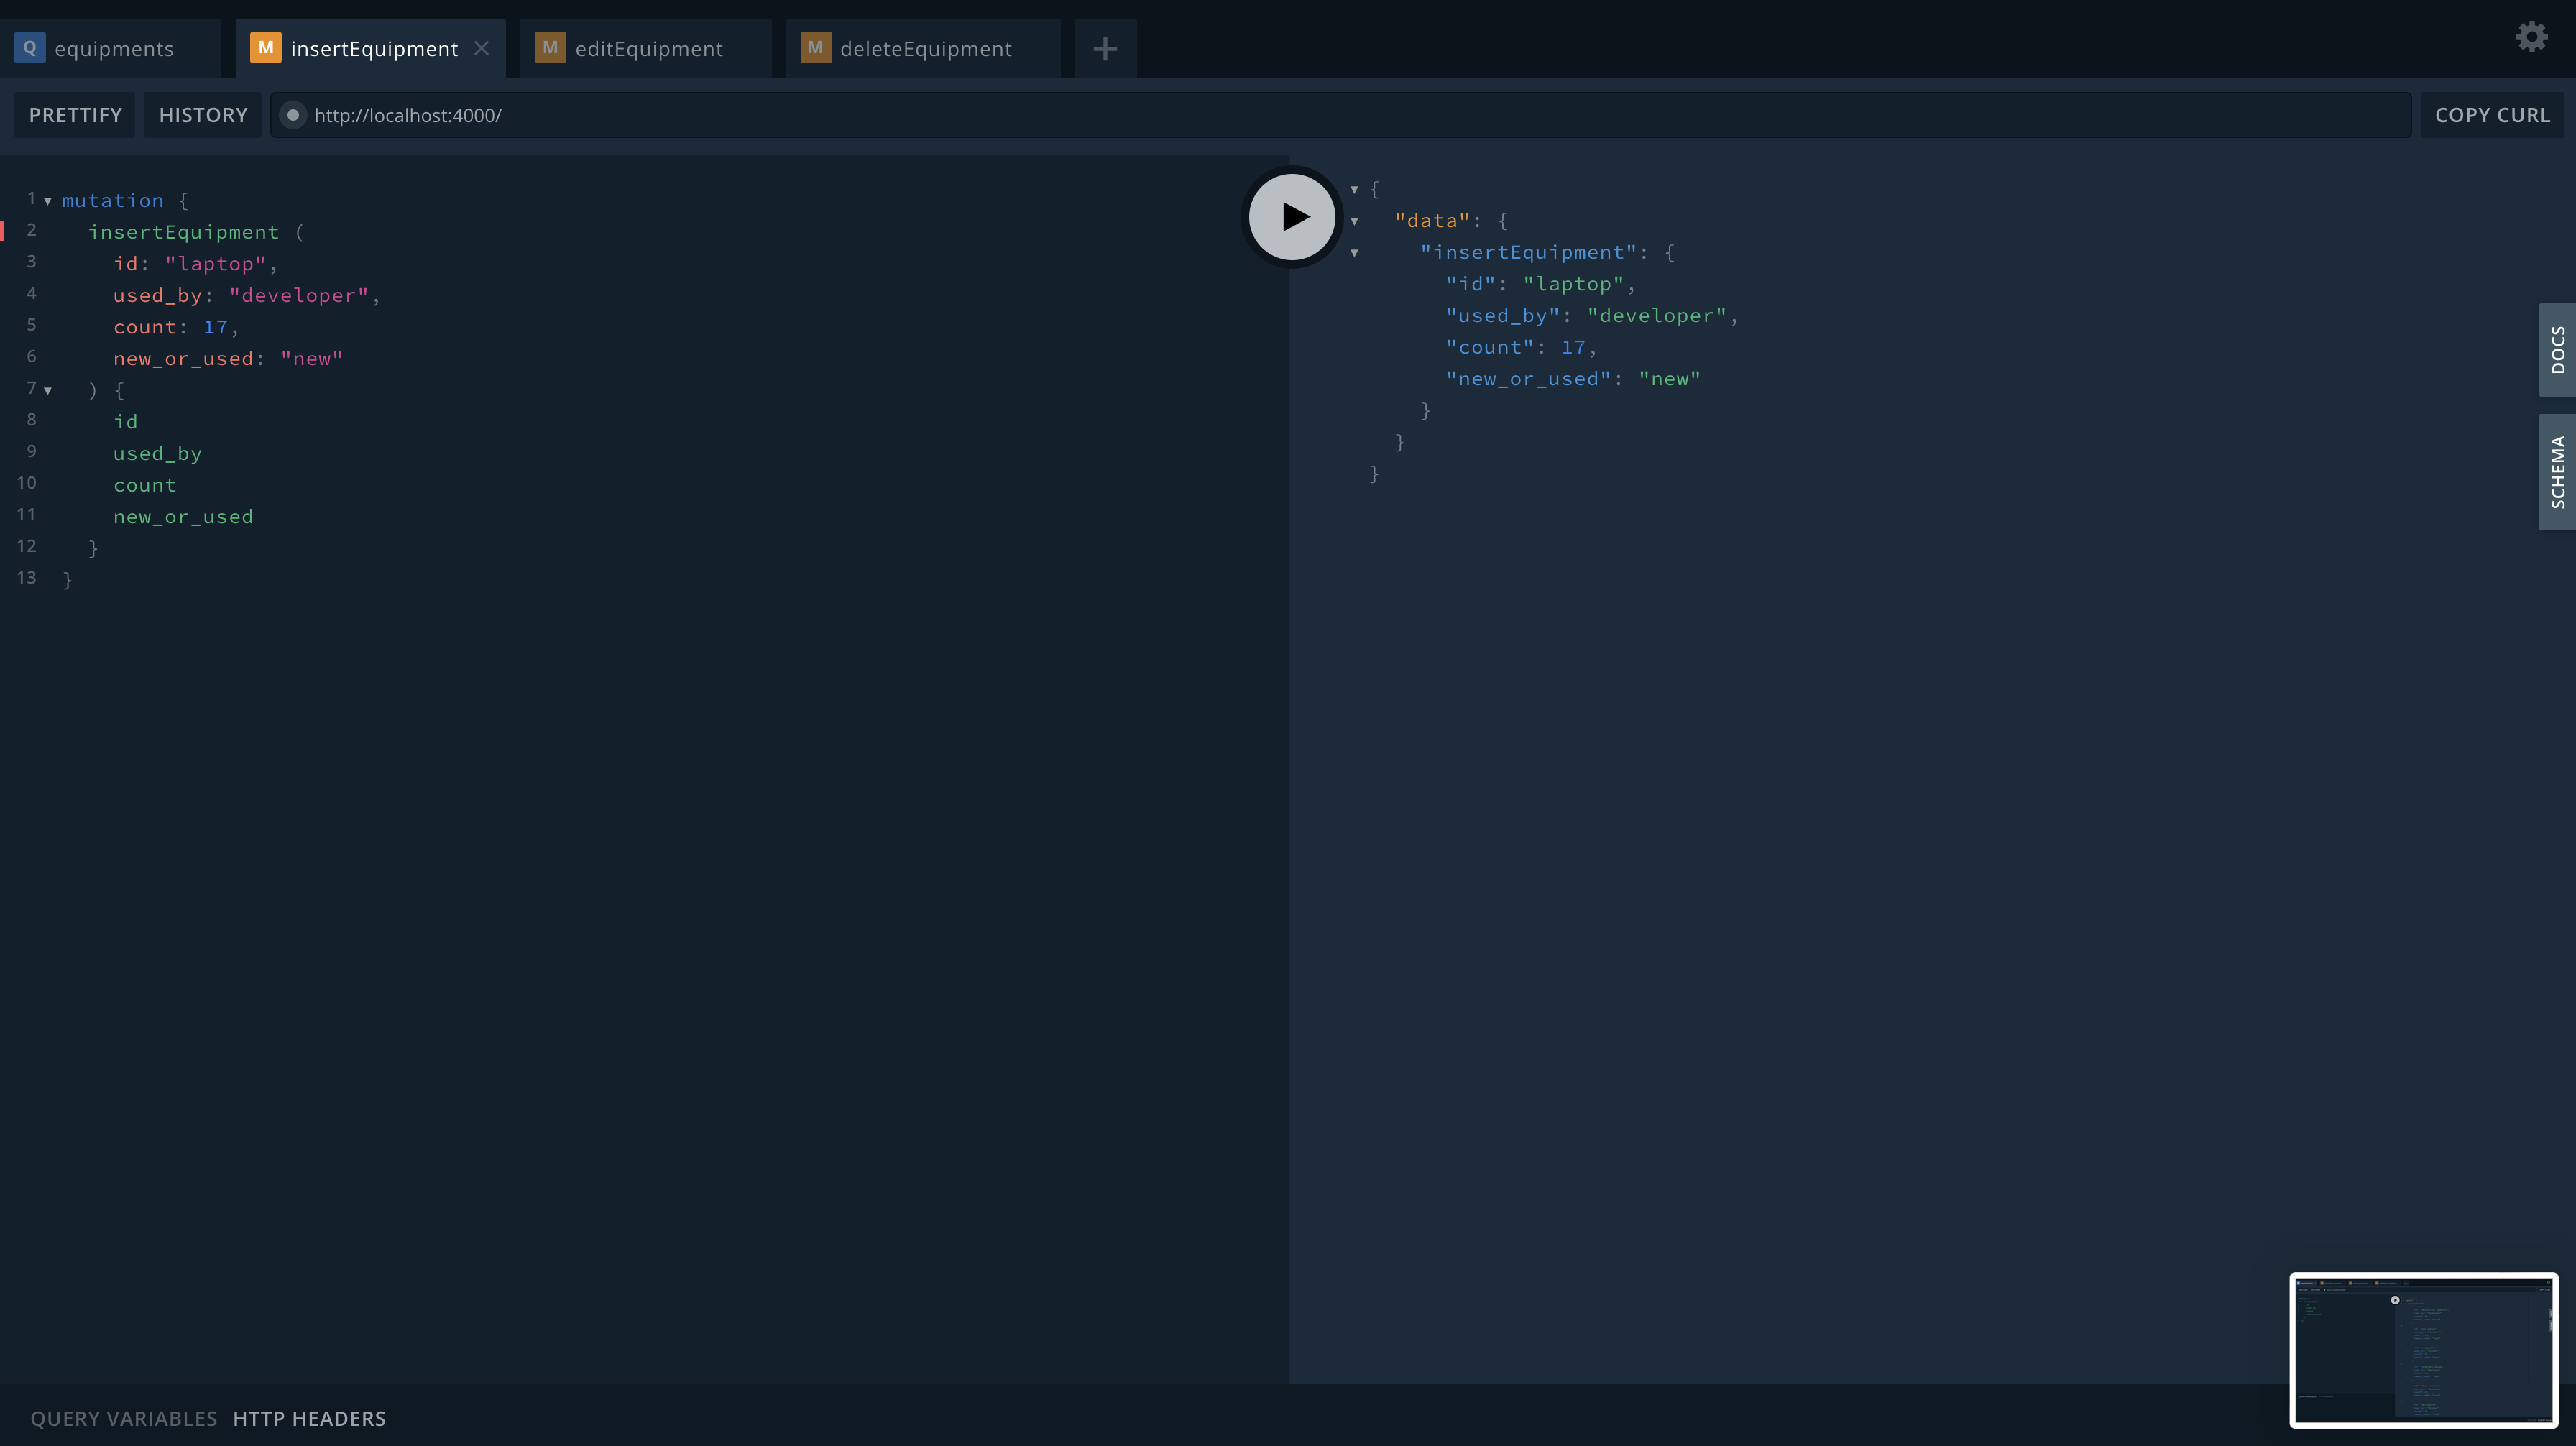 Q equipments M insertEquipment M editEquipment M deleteEquipment
PRETTIFY HISTORY http://localhost:4000/ COPY CURL
1 mutation {
2 insertEquipment (
3 id: "laptop",
4 used_by: "developer",
5 count: 17,
6 new_or_used: "new"
7 ) {
8 id
9 used_by
10 count
11 new_or_used
12 }
13 }
{
"data": {
"insertEquipment": {
"id": "laptop",
"used_by": "developer",
"count": 17,
"new_or_used": "new"
}
}
}
DOCS
SCHEMA
QUERY VARIABLES HTTP HEADERS